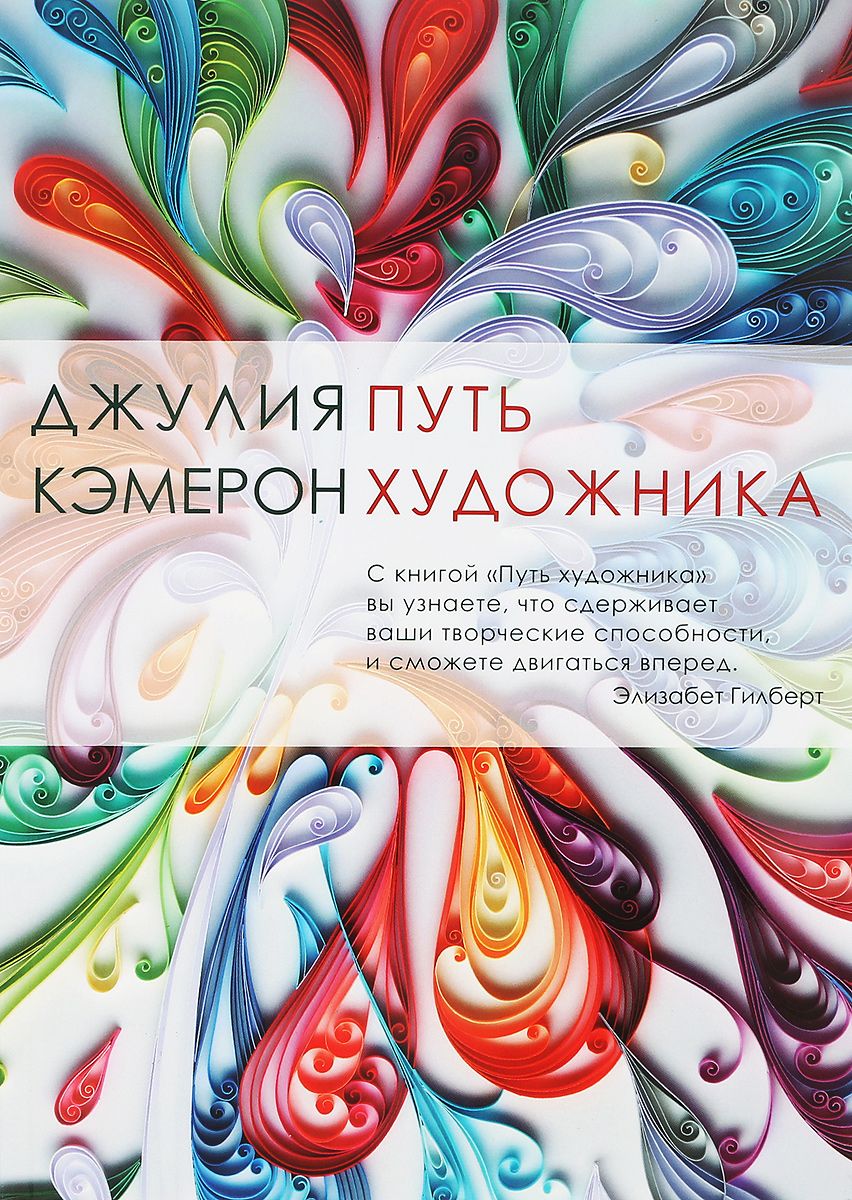 ДЖУЛИЯ
КЭМЕРОН
ПУТЬ
ХУДОЖНИКА
С книгой «Путь художника»
вы узнаете, что сдерживает
ваши творческие способности,
и сможете двигаться вперед.
Элизабет Гилберт